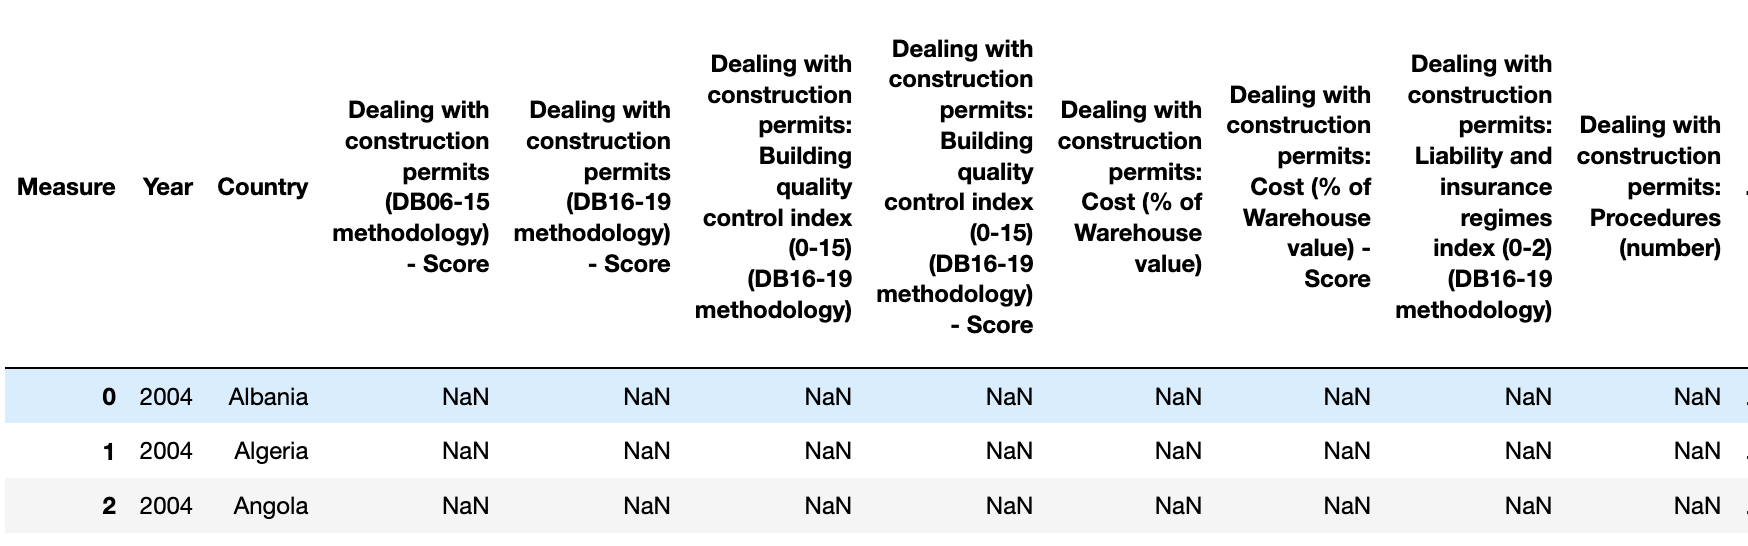 Measure
Year
Country
Dealing with
construction
permits
(DB06-15
methodology)
- Score
Dealing with
construction
permits
(DB16-19
methodology)
- Score
Dealing with
construction
permits:
Building
quality
control index
(0-15)
(DB16-19
methodology)
Dealing with
construction
permits:
Building
quality
control index
(0-15)
(DB16-19
methodology)
- Score
Dealing with
construction
permits:
Cost (% of
Warehouse
value)
Dealing with
construction
permits:
Cost (% of
Warehouse
value) -
Score
Dealing with
construction
permits:
Liability and
insurance
regimes
index (0-2)
(DB16-19
methodology)
Dealing with
construction
permits:
Procedures
(number)
0 2004 Albania NaN NaN NaN NaN NaN NaN NaN NaN
1 2004 Algeria NaN NaN NaN NaN NaN NaN NaN NaN
2 2004 Angola NaN NaN NaN NaN NaN NaN NaN NaN